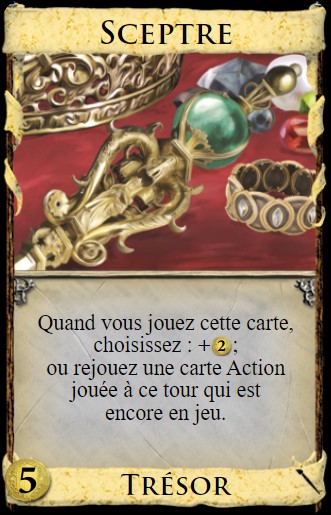 SCEPTRE
Quand vous jouez cette carte,
choisissez : +2;
ou rejouez une carte Action
jouée à ce tour qui est
encore en jeu.
5 TRÉSOR